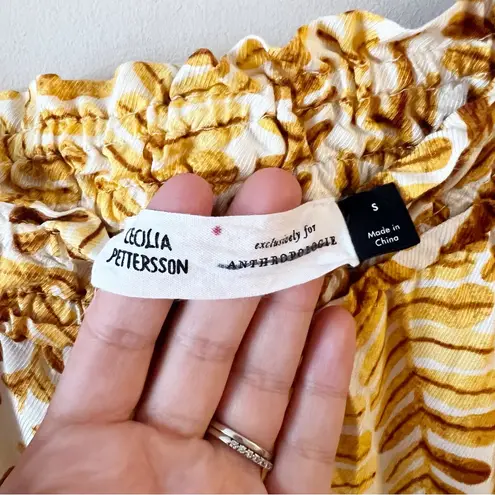 CECILIA
PETTERSSON
exclusively for
ANTHROPOLOGIE
S
Made in
China